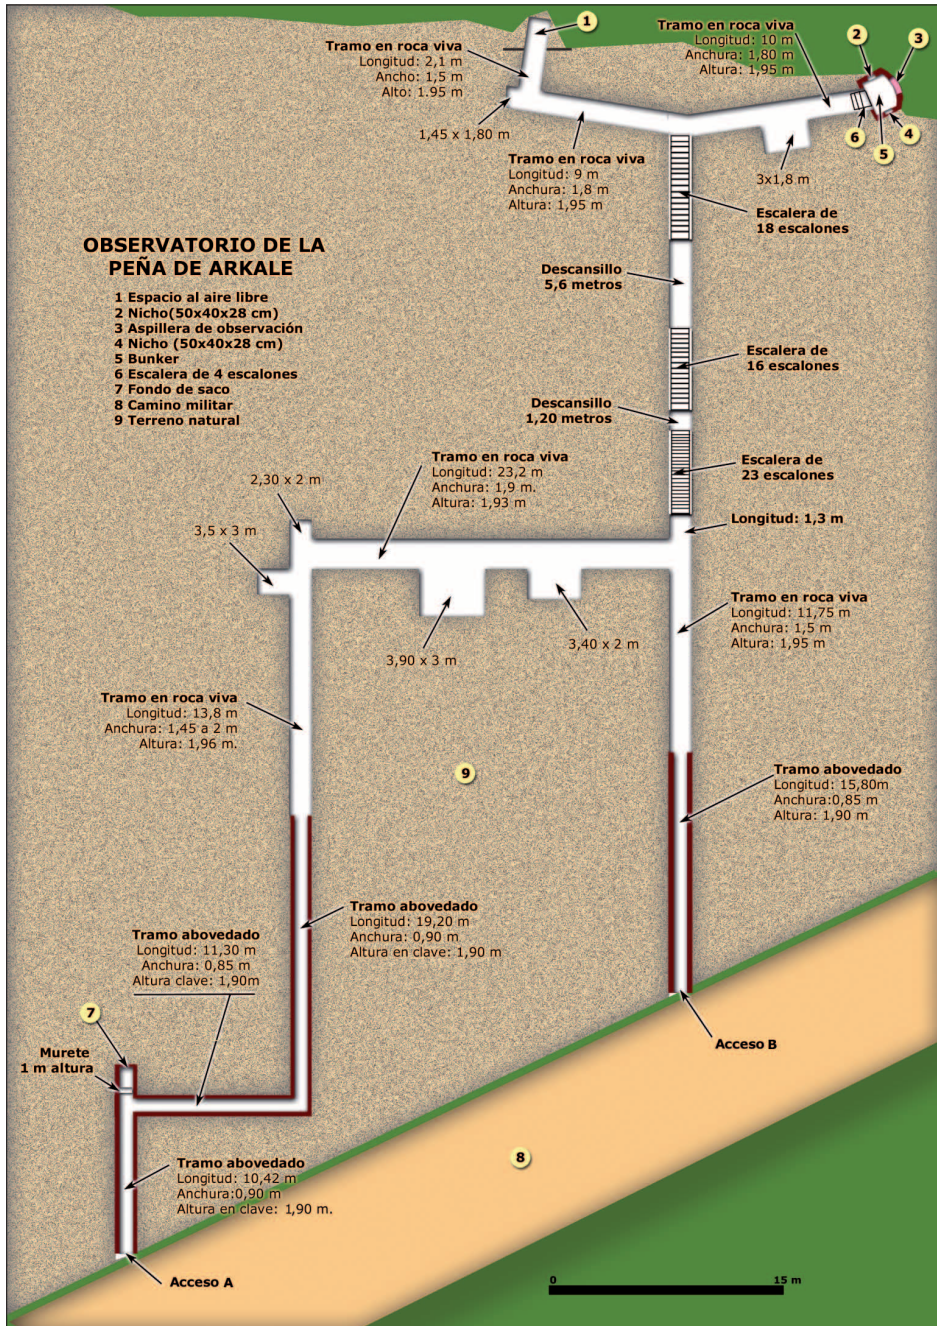 1
Tramo en roca viva
Longitud: 2,1 m
Ancho: 1,5 m
Alto: 1.95 m
1,45 x 1,80 m
Tramo en roca viva
Longitud: 10 m
Anchura: 1,80 m
Altura: 1,95 m
2
3
4
5
6
3x1,8 m
Tramo en roca viva
Longitud: 9 m
Anchura: 1,8 m
Altura: 1,95 m
Escalera de
18 escalones
OBSERVATORIO DE LA
PEÑA DE ARKALE
1 Espacio al aire libre
2 Nicho(50x40x28 cm)
3 Aspillera de observación
4 Nicho (50x40x28 cm)
5 Bunker
6 Escalera de 4 escalones
7 Fondo de saco
8 Camino militar
9 Terreno natural
Descansillo
5,6 metros
Escalera de
16 escalones
Descansillo
1,20 metros
Escalera de
23 escalones
Tramo en roca viva
Longitud: 23,2 m
Anchura: 1,9 m.
Altura: 1,93 m
2,30 x 2 m
3,5 x 3 m
Longitud: 1,3 m
3,90 x 3 m
3,40 x 2 m
Tramo en roca viva
Longitud: 11,75 m
Anchura: 1,5 m
Altura: 1,95 m
Tramo en roca viva
Longitud: 13,8 m
Anchura: 1,45 a 2 m
Altura: 1,96 m.
9
Tramo abovedado
Longitud: 15,80m
Anchura:0,85 m
Altura: 1,90 m
Tramo abovedado
Longitud: 19,20 m
Anchura: 0,90 m
Altura en clave: 1,90 m
Tramo abovedado
Longitud: 11,30 m
Anchura: 0,85 m
Altura clave: 1,90m
7
Murete
1 m altura
Acceso B
8
Tramo abovedado
Longitud: 10,42 m
Anchura:0,90 m
Altura en clave: 1,90 m.
Acceso A
0 15 m